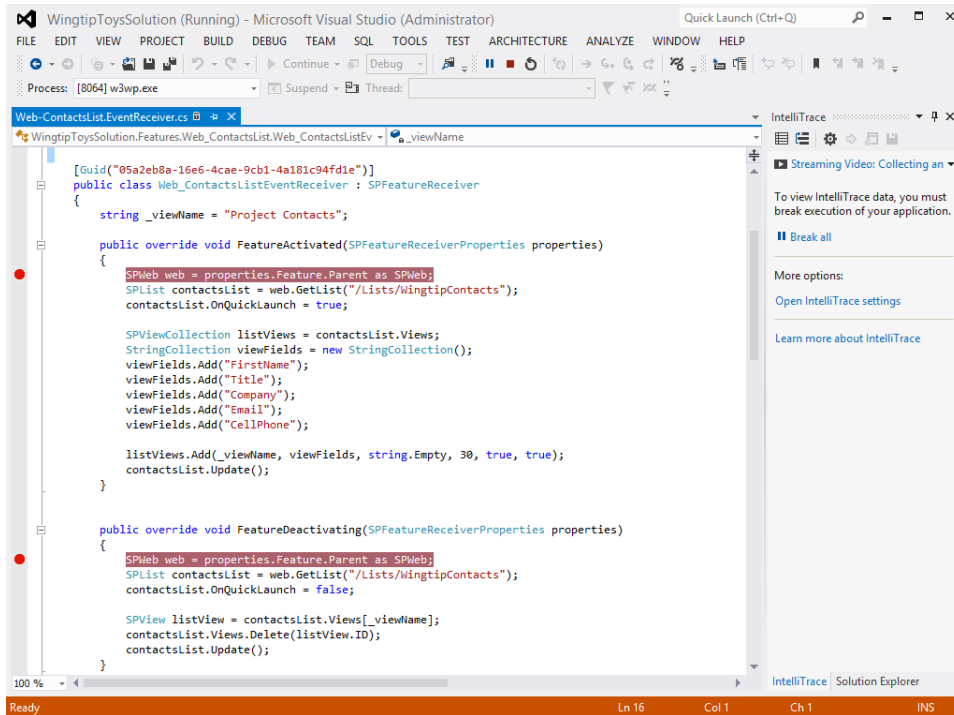 WingtipToysSolution (Running) - Microsoft Visual Studio (Administrator)
Quick Launch (Ctrl+Q)
FILE EDIT VIEW PROJECT BUILD DEBUG TEAM SQL TOOLS TEST ARCHITECTURE ANALYZE WINDOW HELP
Continue Debug
Process: [8064] w3wp.exe Suspend Thread:
Web-ContactsList.EventReceiver.cs
WingtipToysSolution.Features.Web_ContactsList.Web_ContactsListEv _viewName
[Guid("05a2eb8a-16e6-4cae-9cb1-4a181c94fd1e")]
public class Web_ContactsListEventReceiver : SPFeatureReceiver
{
string _viewName = "Project Contacts";
public override void FeatureActivated(SPFeatureReceiverProperties properties)
{
SPWeb web = properties.Feature.Parent as SPWeb;
SPList contactsList = web.GetList("/Lists/WingtipContacts");
contactsList.OnQuickLaunch = true;
SPViewCollection listViews = contactsList.Views;
StringCollection viewFields = new StringCollection();
viewFields.Add("FirstName");
viewFields.Add("Title");
viewFields.Add("Company");
viewFields.Add("Email");
viewFields.Add("CellPhone");
listViews.Add(_viewName, viewFields, string.Empty, 30, true, true);
contactsList.Update();
}
public override void FeatureDeactivating(SPFeatureReceiverProperties properties)
{
SPWeb web = properties.Feature.Parent as SPWeb;
SPList contactsList = web.GetList("/Lists/WingtipContacts");
contactsList.OnQuickLaunch = false;
SPView listView = contactsList.Views[_viewName];
contactsList.Views.Delete(listView.ID);
contactsList.Update();
}
100 %
IntelliTrace
Streaming Video: Collecting an
To view IntelliTrace data, you must
break execution of your application.
Break all
More options:
Open IntelliTrace settings
Learn more about IntelliTrace
IntelliTrace Solution Explorer
Ready Ln 16 Col 1 Ch 1 INS